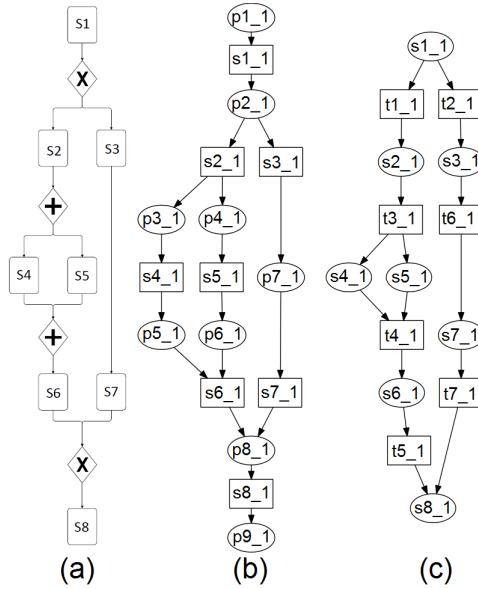 S1
X
S2 S3
+
S4 S5
+
S6 S7
X
S8
(a)
p1_1
s1_1
p2_1
s2_1 s3_1
p3_1 p4_1
s4_1 s5_1 p7_1
p5_1 p6_1
s6_1 s7_1
p8_1
s8_1
p9_1
(b)
s1_1
t1_1 t2_1
s2_1 s3_1
t3_1 t6_1
s4_1 s5_1
t4_1 s7_1
s6_1 t7_1
t5_1
s8_1
(c)